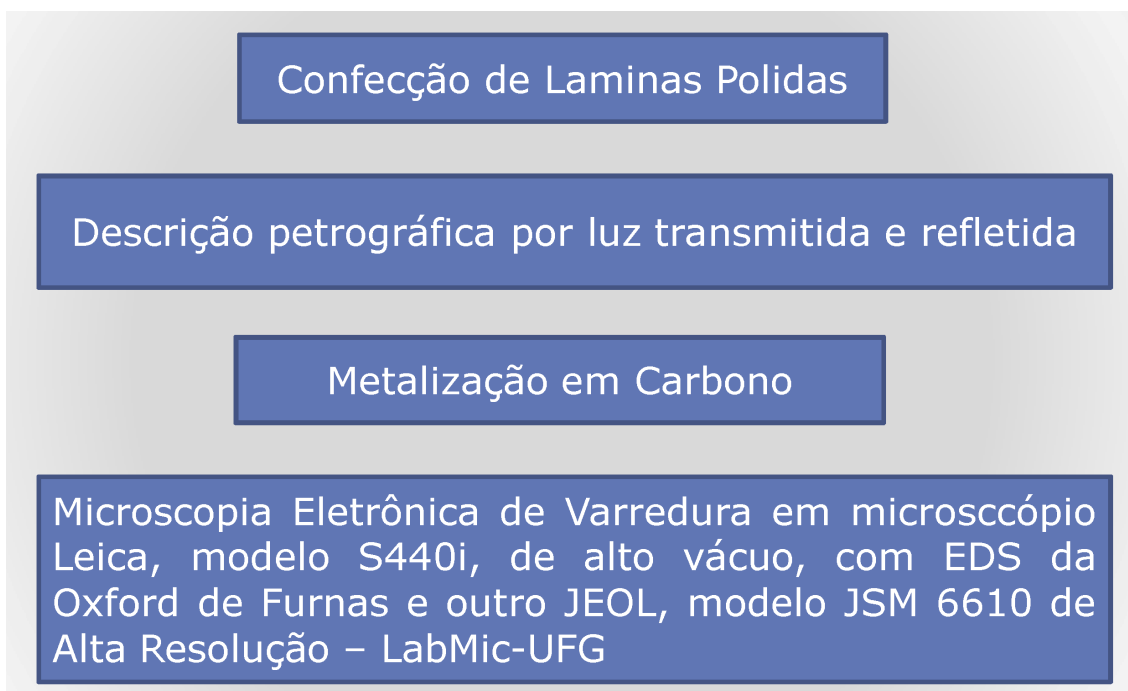 Confecção de Laminas Polidas
Descrição petrográfica por luz transmitida e refletida
Metalização em Carbono
Microscopia Eletrônica de Varredura em microsccópio
Leica, modelo S440i, de alto vácuo, com EDS da
Oxford de Furnas e outro JEOL, modelo JSM 6610 de
Alta Resolução – LabMic-UFG